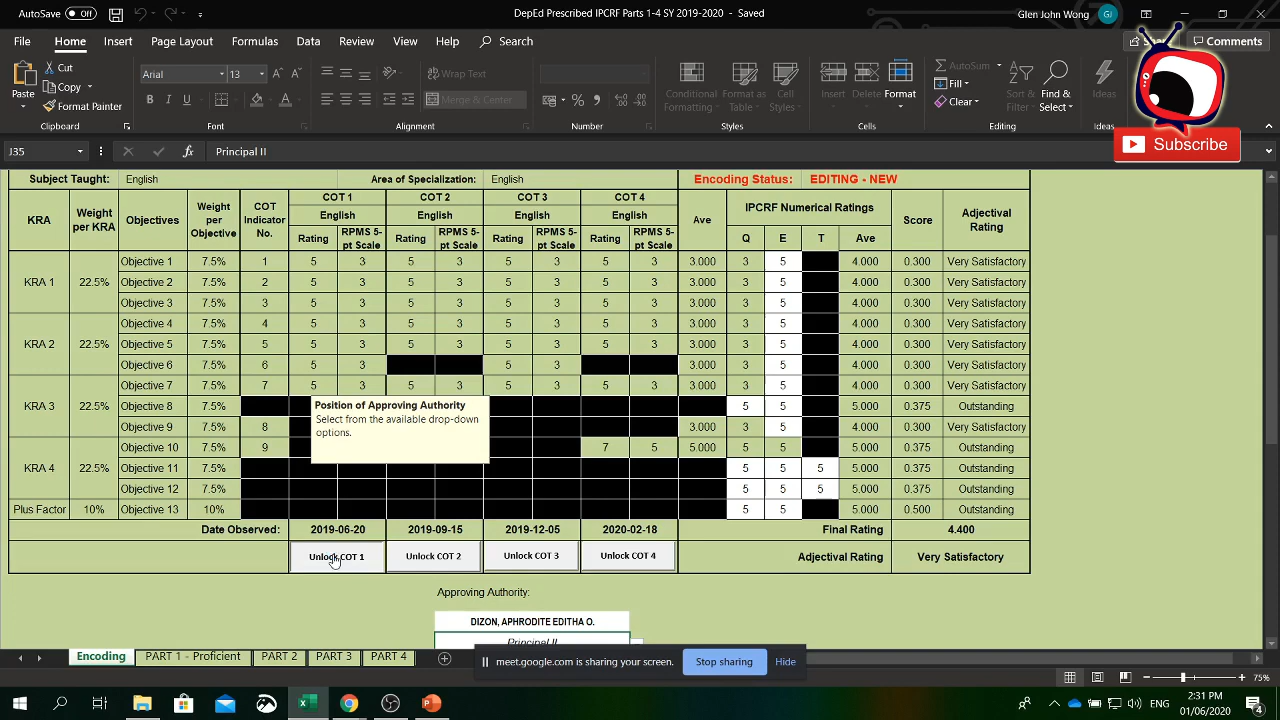 AutoSave Off DepEd Prescribed IPCRF Parts 1-4 SY 2019-2020 - Saved Glen John Wong GJ
File Home Insert Page Layout Formulas Data Review View Help Search Share Comments
Paste Cut Copy Format Painter
Arial 13
B I U
Wrap Text
Merge & Center
Conditional Formatting Format as Table Cell Styles
Insert Delete Format
AutoSum Fill Clear
Sort & Filter Find & Select
Ideas
Clipboard Font Alignment Number Styles Cells Editing Ideas
Subscribe
J35 fx Principal II
Subject Taught: English Area of Specialization: English Encoding Status: EDITING - NEW
KRA Weight per KRA Objectives Weight per Objective COT Indicator No. COT 1 COT 2 COT 3 COT 4 Ave IPCRF Numerical Ratings Score Adjectival Rating
English English English English
Rating RPMS 5-pt Scale Rating RPMS 5-pt Scale Rating RPMS 5-pt Scale Rating RPMS 5-pt Scale Q E T Ave
KRA 1 22.5% Objective 1 7.5% 1 5 3 5 3 5 3 5 3 3.000 3 5 4.000 0.300 Very Satisfactory
Objective 2 7.5% 2 5 3 5 3 5 3 5 3 3.000 3 5 4.000 0.300 Very Satisfactory
Objective 3 7.5% 3 5 3 5 3 5 3 5 3 3.000 3 5 4.000 0.300 Very Satisfactory
KRA 2 22.5% Objective 4 7.5% 4 5 3 5 3 5 3 5 3 3.000 3 5 4.000 0.300 Very Satisfactory
Objective 5 7.5% 5 5 3 5 3 5 3 5 3 3.000 3 5 4.000 0.300 Very Satisfactory
Objective 6 7.5% 6 5 3 5 3 3.000 3 5 4.000 0.300 Very Satisfactory
KRA 3 22.5% Objective 7 7.5% 7 5 3 5 3 5 3 5 3 3.000 3 5 4.000 0.300 Very Satisfactory
Objective 8 7.5% 5 5 5.000 0.375 Outstanding
Objective 9 7.5% 8 3.000 3 5 4.000 0.300 Very Satisfactory
KRA 4 22.5% Objective 10 7.5% 9 7 5 5.000 5 5 5.000 0.375 Outstanding
Objective 11 7.5% 5 5 5 5.000 0.375 Outstanding
Objective 12 7.5% 5 5 5 5.000 0.375 Outstanding
Plus Factor 10% Objective 13 10% 5 5 5.000 0.500 Outstanding
Position of Approving Authority
Select from the available drop-down
options.
Date Observed: 2019-06-20 2019-09-15 2019-12-05 2020-02-18 Final Rating 4.400
Unlock COT 1 Unlock COT 2 Unlock COT 3 Unlock COT 4 Adjectival Rating Very Satisfactory
Approving Authority:
DIZON, APHRODITE EDITHA O.
Principal II
Encoding PART 1 - Proficient PART 2 PART 3 PART 4
meet.google.com is sharing your screen. Stop sharing Hide
75%
2:31 PM
01/06/2020
4